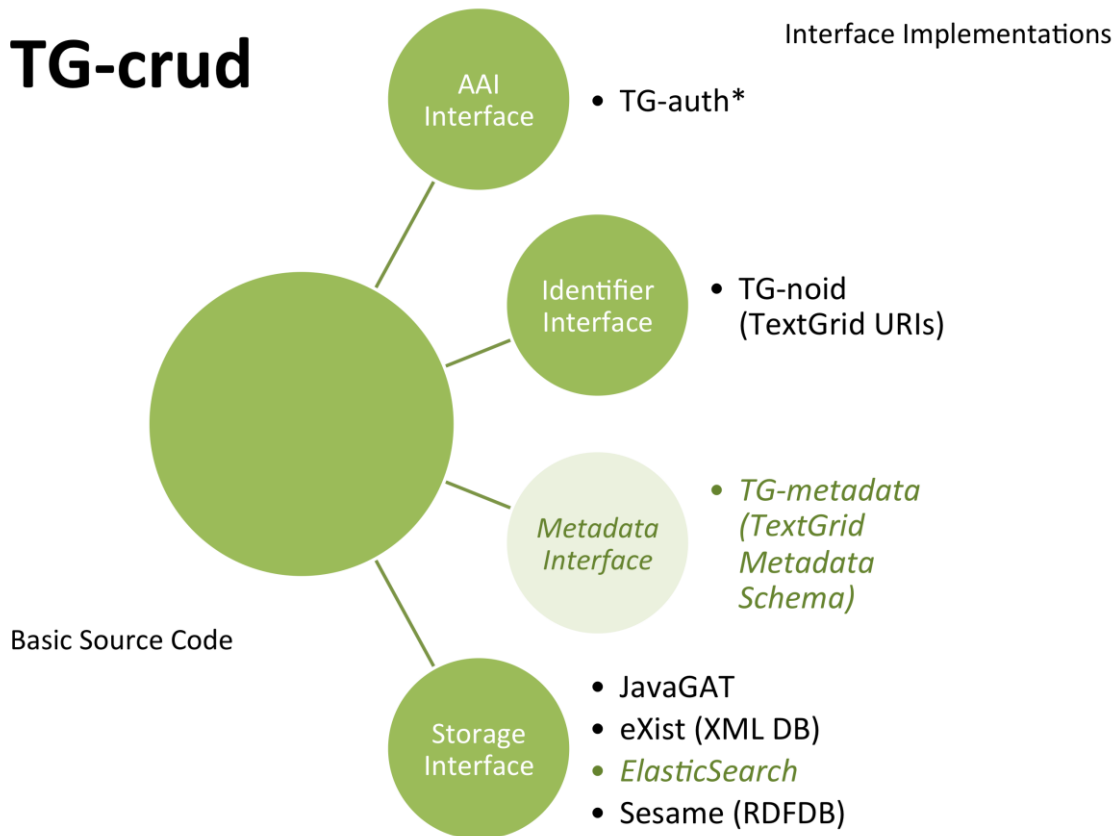 TG-crud
Interface Implementations
AAI
Interface
• TG-auth*
Identifier
Interface
• TG-noid
(TextGrid URIs)
Metadata
Interface
• TG-metadata
(TextGrid
Metadata
Schema)
Basic Source Code
Storage
Interface
• JavaGAT
• eXist (XML DB)
• ElasticSearch
• Sesame (RDFDB)